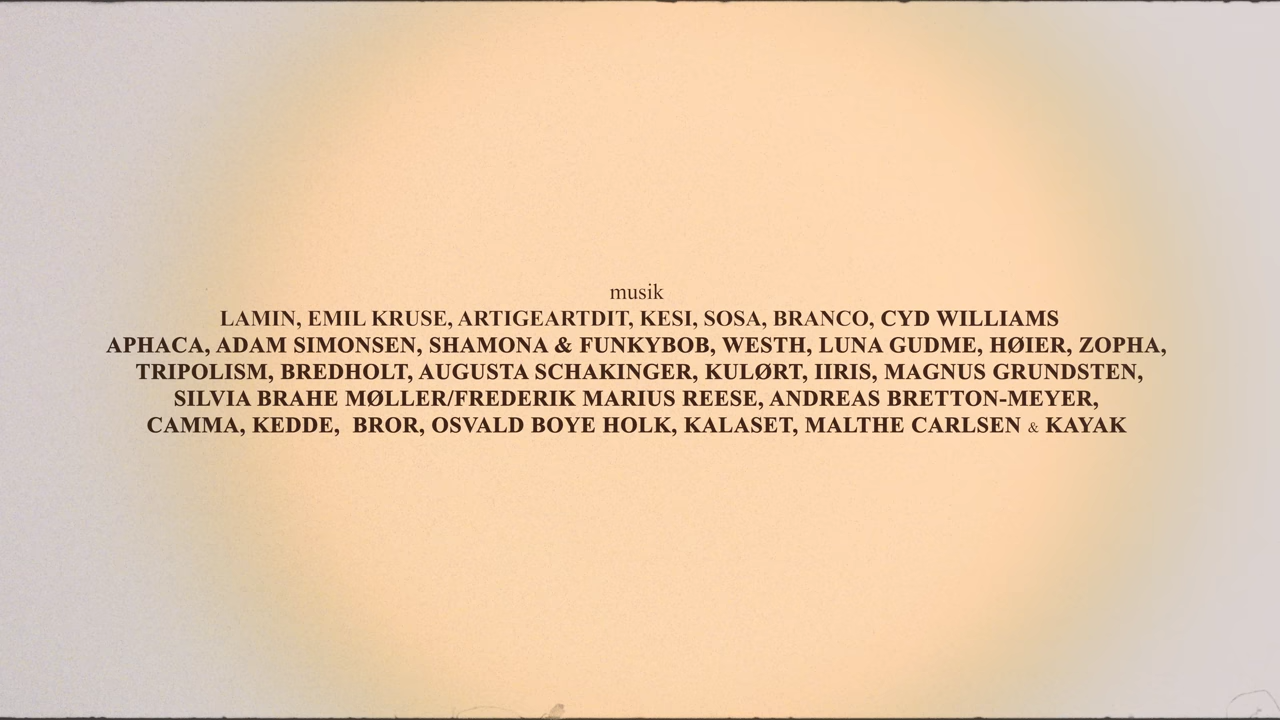 musik
LAMIN, EMIL KRUSE, ARTIGEARTDIT, KESI, SOSA, BRANCO, CYD WILLIAMS
APHACA, ADAM SIMONSEN, SHAMONA & FUNKYBOB, WESTH, LUNA GUDME, HØIER, ZOPHA,
TRIPOLISM, BREDHOLT, AUGUSTA SCHAKINGER, KULØRT, IIRIS, MAGNUS GRUNDSTEN,
SILVIA BRAHE MØLLER/FREDERIK MARIUS REESE, ANDREAS BRETTON-MEYER,
CAMMA, KEDDE,  BROR, OSVALD BOYE HOLK, KALASET, MALTHE CARLSEN & KAYAK